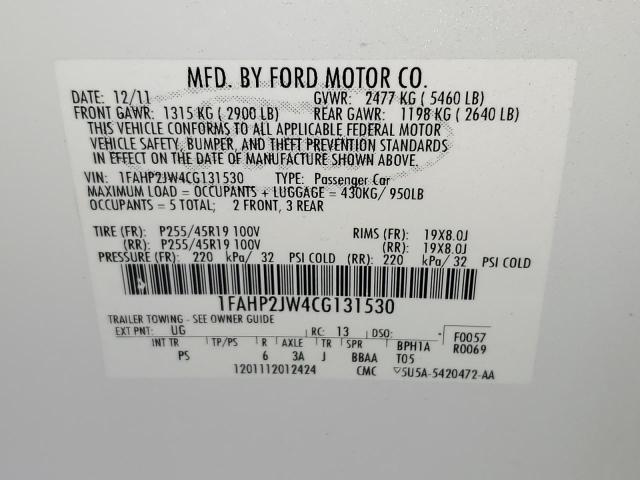 MFD. BY FORD MOTOR CO.
DATE: 12/11 GVWR: 2477 KG ( 5460 LB)
FRONT GAWR: 1315 KG ( 2900 LB) REAR GAWR: 1198 KG ( 2640 LB)
THIS VEHICLE CONFORMS TO ALL APPLICABLE FEDERAL MOTOR
VEHICLE SAFETY, BUMPER, AND THEFT PREVENTION STANDARDS
IN EFFECT ON THE DATE OF MANUFACTURE SHOWN ABOVE.
VIN: 1FAHP2JW4CG131530 TYPE: Passenger Car
MAXIMUM LOAD = OCCUPANTS + LUGGAGE = 430KG/ 950LB
OCCUPANTS = 5 TOTAL; 2 FRONT, 3 REAR
TIRE (FR): P255/45R19 100V RIMS (FR): 19X8.0J
(RR): P255/45R19 100V (RR): 19X8.0J
PRESSURE (FR): 220 kPa/ 32 PSI COLD (RR): 220 kPa/ 32 PSI COLD
1FAHP2JW4CG131530
TRAILER TOWING - SEE OWNER GUIDE
EXT PNT: UG RC: 13 DSO: F0057
INT TR TP/PS R AXLE TR SPR BPH1A R0069
PS 6 3A J BBAA T05
1201112012424 CMC 5U5A-5420472-AA